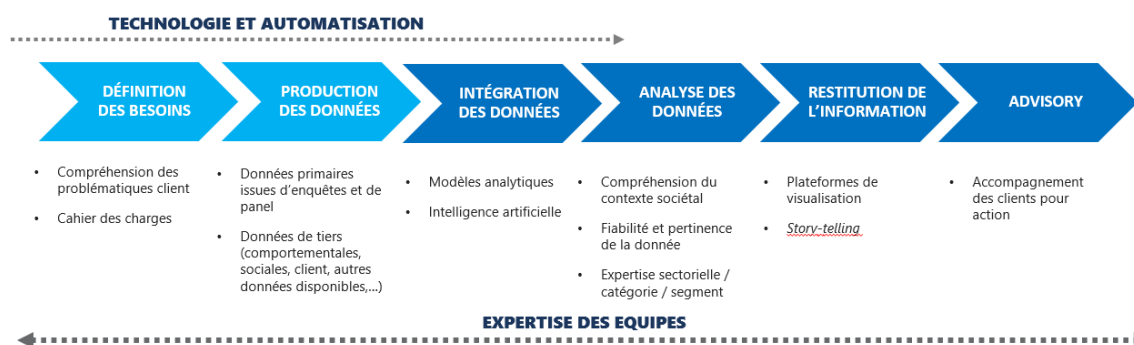 TECHNOLOGIE ET AUTOMATISATION
DÉFINITION
DES BESOINS
PRODUCTION
DES DONNÉES
INTÉGRATION
DES DONNÉES
ANALYSE DES
DONNÉES
RESTITUTION DE
L'INFORMATION
ADVISORY
• Compréhension des
problématiques client
• Cahier des charges
• Données primaires
issues d'enquêtes et de
panel
• Données de tiers
(comportementales,
sociales, client, autres
données disponibles,...)
• Modèles analytiques
• Intelligence artificielle
• Compréhension du
contexte sociétal
• Fiabilité et pertinence
de la donnée
• Expertise sectorielle /
catégorie / segment
• Plateformes de
visualisation
• Story-telling
• Accompagnement
des clients pour
action
EXPERTISE DES EQUIPES